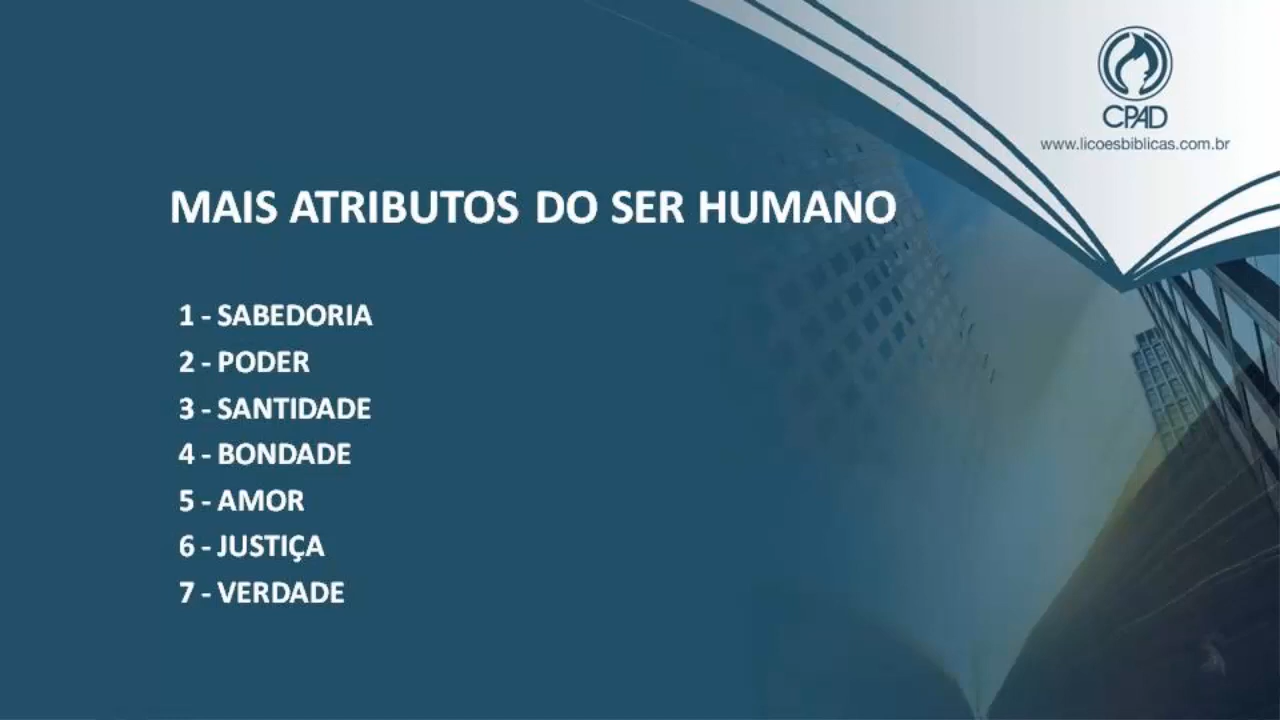 CPAD
www.licoesbiblicas.com.br
MAIS ATRIBUTOS DO SER HUMANO
1 - SABEDORIA
2 - PODER
3 - SANTIDADE
4 - BONDADE
5 - AMOR
6 - JUSTIÇA
7 - VERDADE